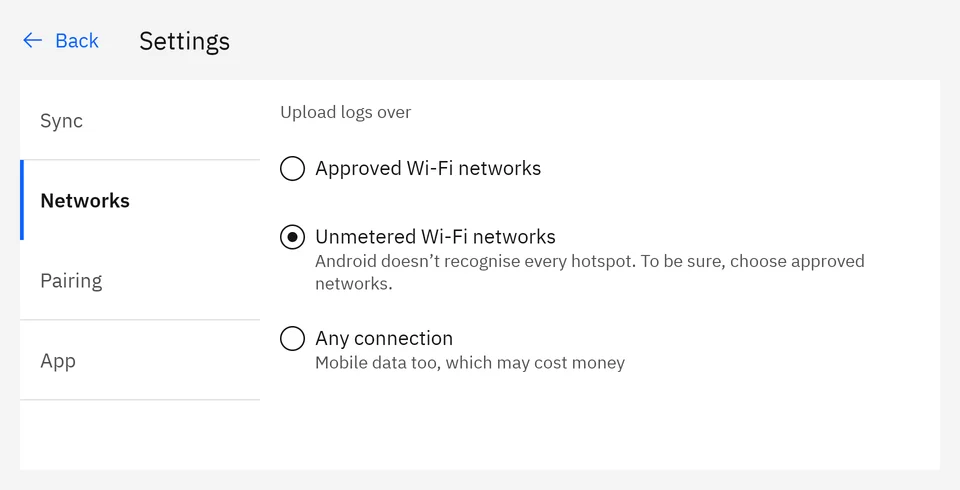 Back
Settings
Sync
Networks
Pairing
App
Upload logs over
Approved Wi-Fi networks
Unmetered Wi-Fi networks
Android doesn’t recognise every hotspot. To be sure, choose approved
networks.
Any connection
Mobile data too, which may cost money